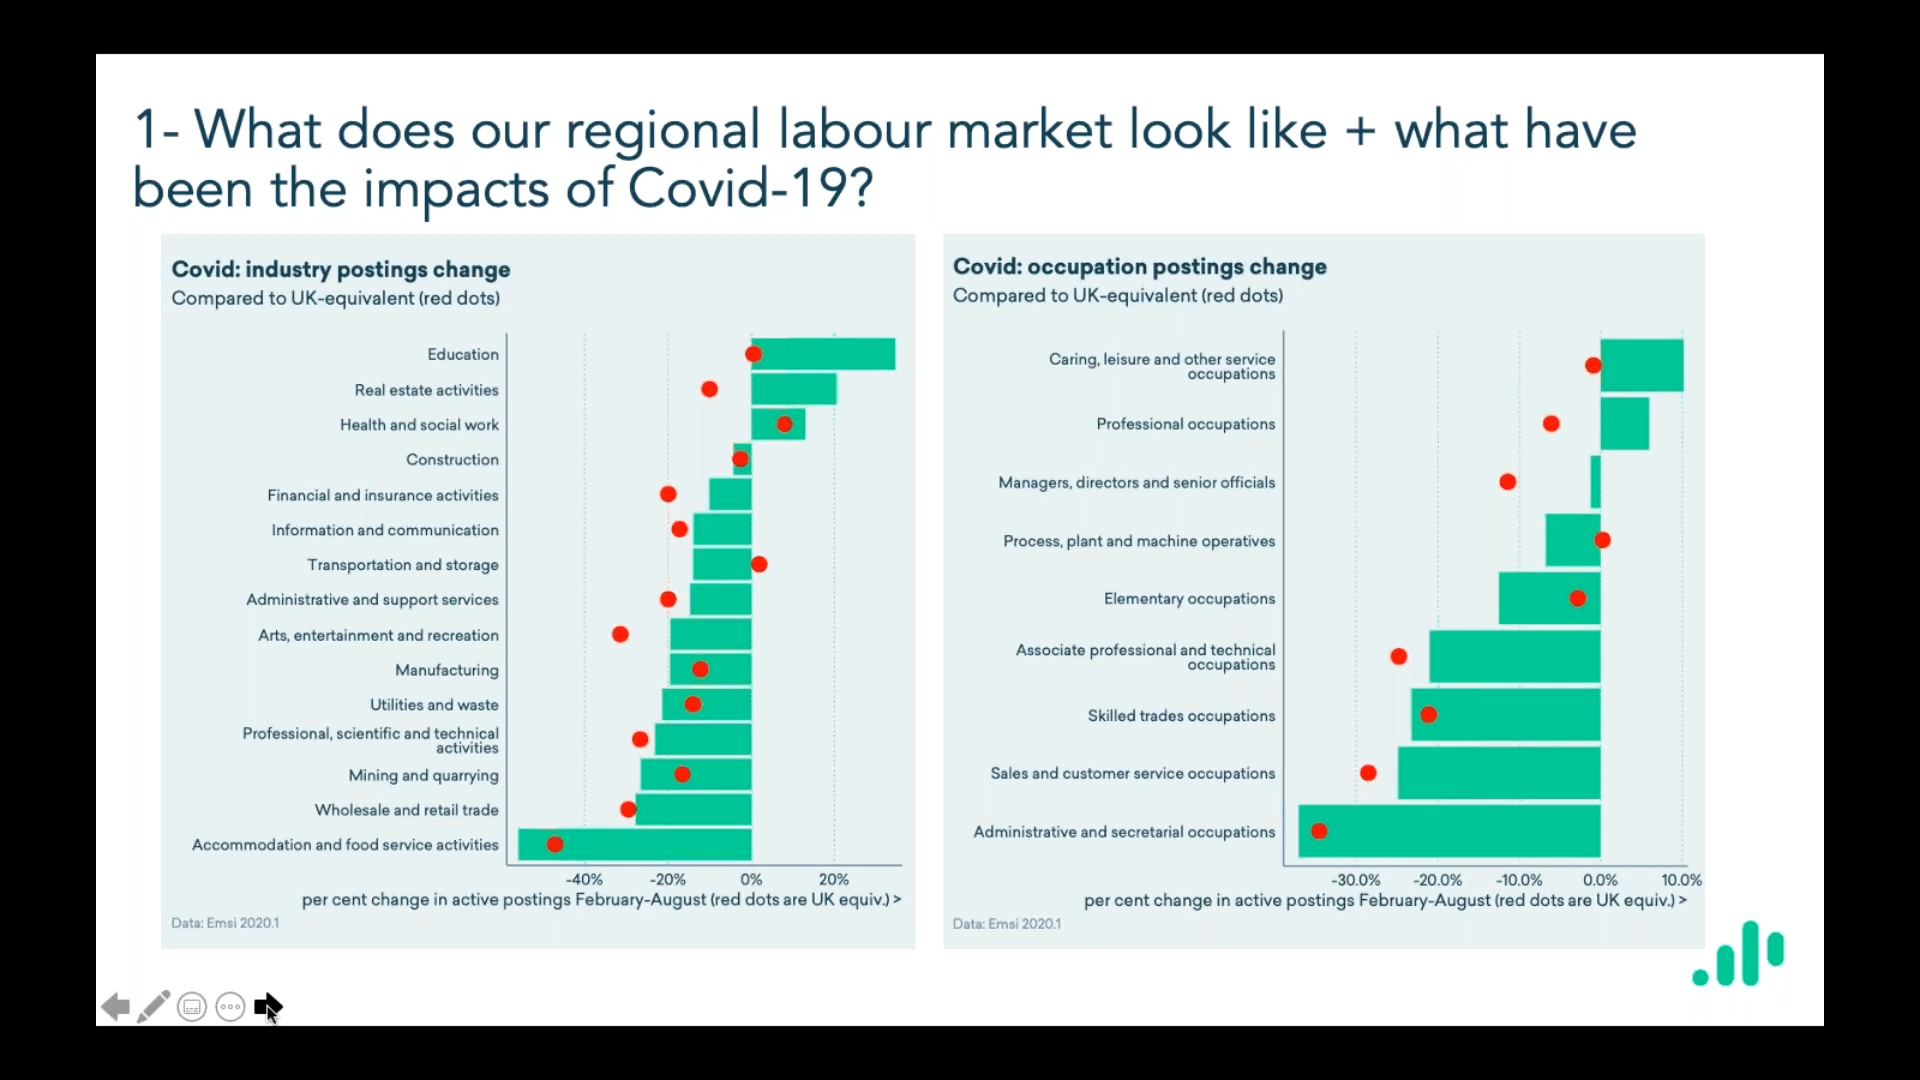 1- What does our regional labour market look like + what have
been the impacts of Covid-19?
Covid: industry postings change
Compared to UK-equivalent (red dots)
Education
Real estate activities
Health and social work
Construction
Financial and insurance activities
Information and communication
Transportation and storage
Administrative and support services
Arts, entertainment and recreation
Manufacturing
Utilities and waste
Professional, scientific and technical
activities
Mining and quarrying
Wholesale and retail trade
Accommodation and food service activities
-40% -20% 0% 20%
per cent change in active postings February-August (red dots are UK equiv.) >
Data: Emsi 2020.1
Covid: occupation postings change
Compared to UK-equivalent (red dots)
Caring, leisure and other service
occupations
Professional occupations
Managers, directors and senior officials
Process, plant and machine operatives
Elementary occupations
Associate professional and technical
occupations
Skilled trades occupations
Sales and customer service occupations
Administrative and secretarial occupations
-30.0% -20.0% -10.0% 0.0% 10.0%
per cent change in active postings February-August (red dots are UK equiv.) >
Data: Emsi 2020.1